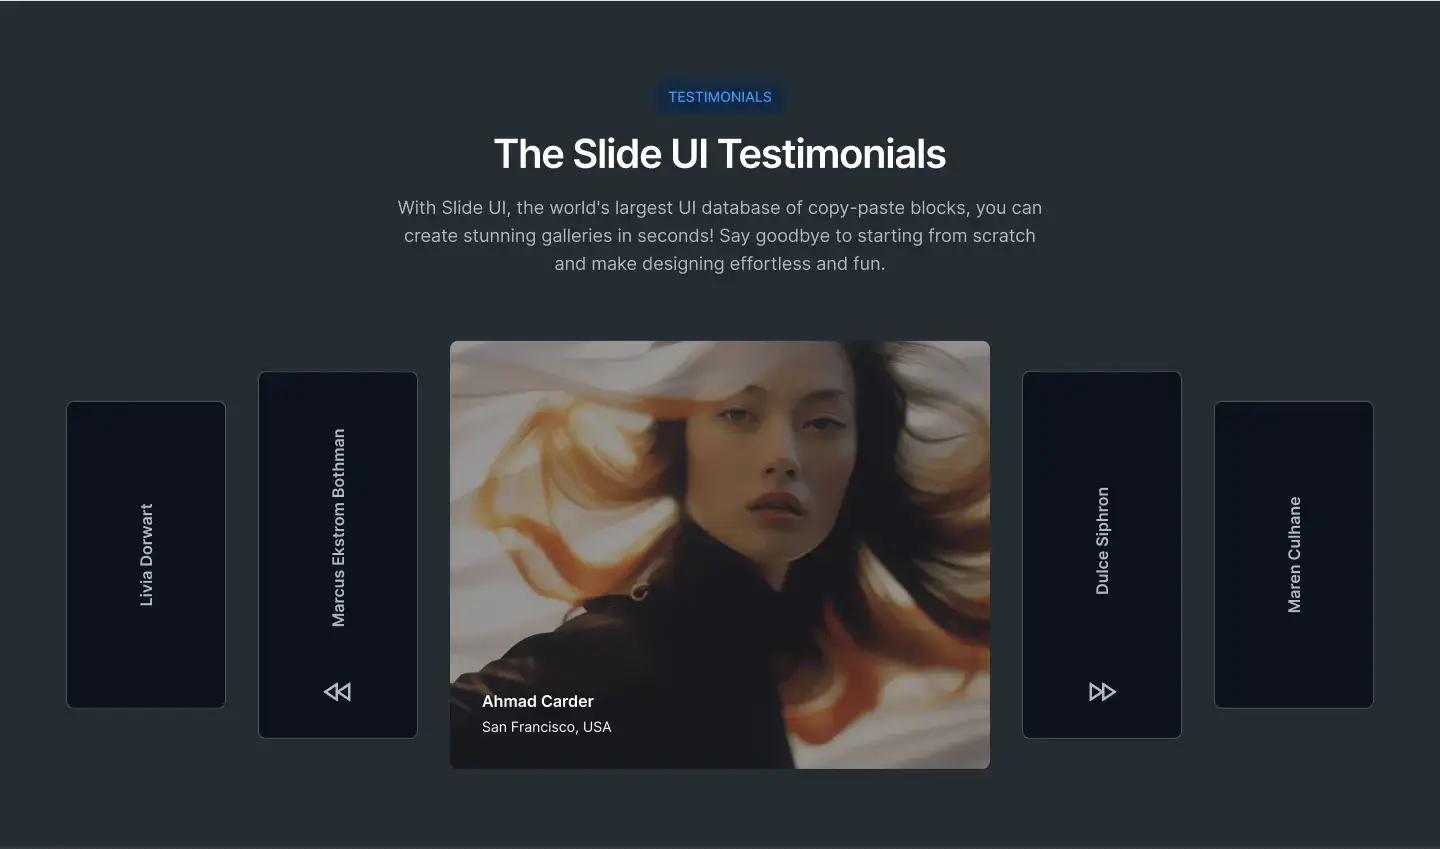 TESTIMONIALS
The Slide UI Testimonials
With Slide UI, the world's largest UI database of copy-paste blocks, you can
create stunning galleries in seconds! Say goodbye to starting from scratch
and make designing effortless and fun.
Livia Dorwart
Marcus Ekstrom Bothman
Ahmad Carder
San Francisco, USA
Dulce Siphron
Maren Culhane